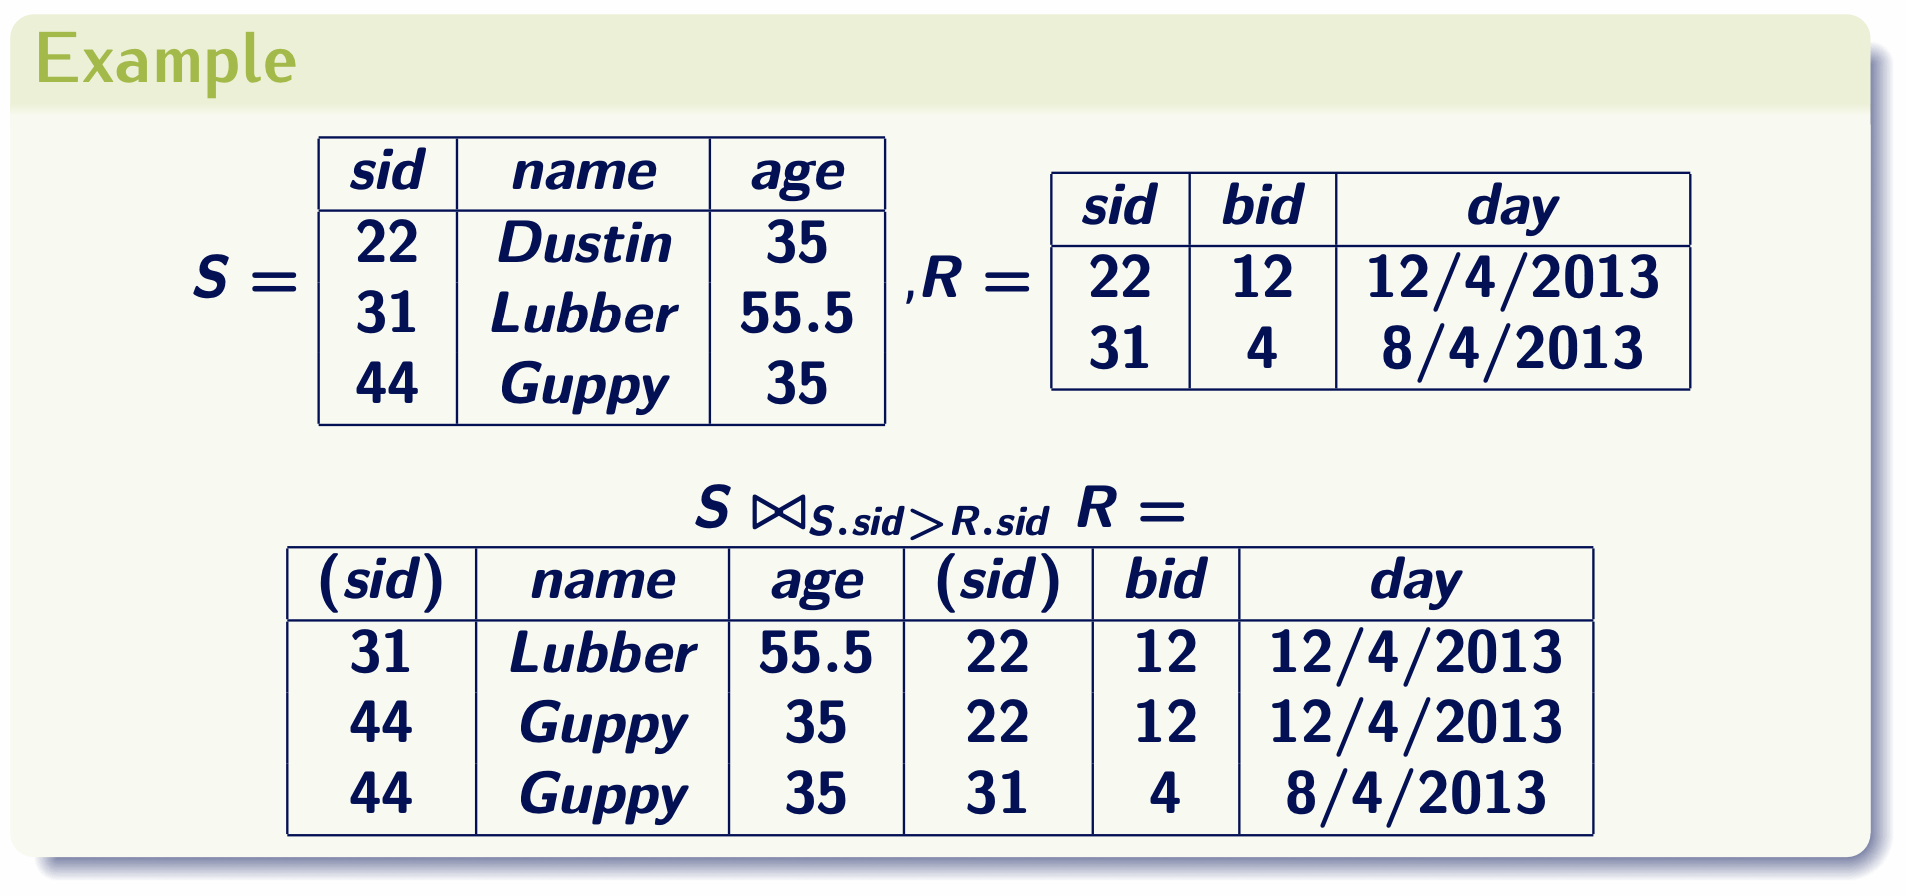 Example
S =
sid name age
22 Dustin 35
31 Lubber 55.5
44 Guppy 35
, R =
sid bid day
22 12 12/4/2013
31 4 8/4/2013
S ⋈S.sid>R.sid R =
(sid) name age (sid) bid day
31 Lubber 55.5 22 12 12/4/2013
44 Guppy 35 22 12 12/4/2013
44 Guppy 35 31 4 8/4/2013